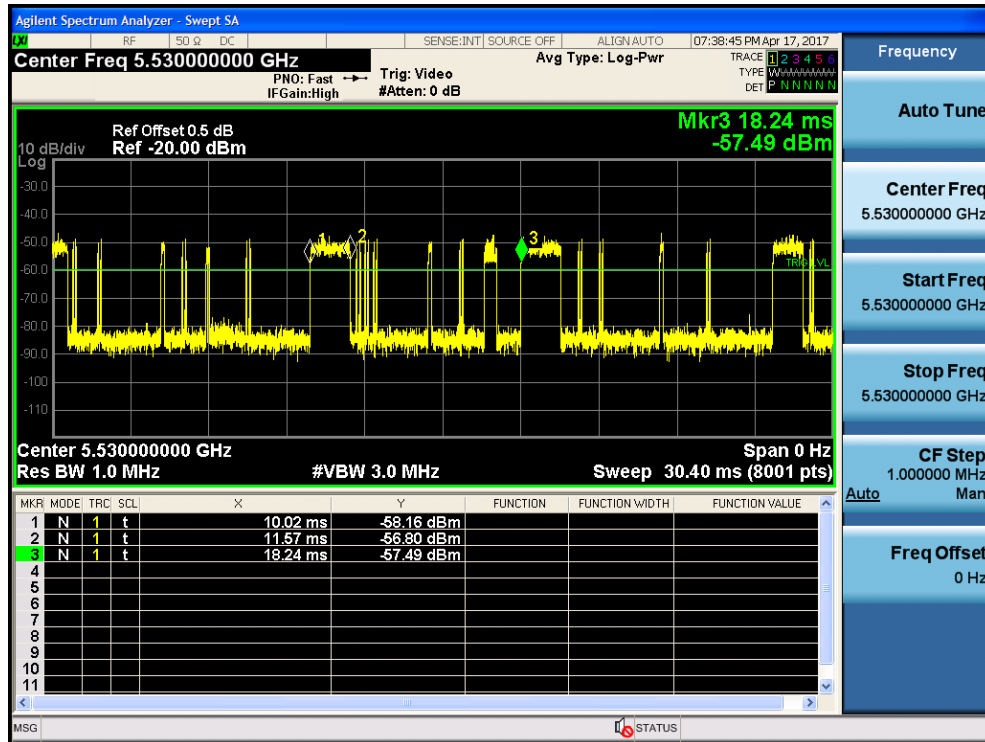 Agilent Spectrum Analyzer - Swept SA
LXI RF 50 Ω DC SENSE:INT SOURCE OFF ALIGN AUTO 07:38:45 PM Apr 17, 2017
Center Freq 5.530000000 GHz Avg Type: Log-Pwr TRACE 1 2 3 4 5 6
PNO: Fast Trig: Video TYPE
IFGain:High #Atten: 0 dB DET P N N N N N
Mkr3 18.24 ms
Ref Offset 0.5 dB
10 dB/div Ref -20.00 dBm -57.49 dBm
Log
-30.0
-40.0
-50.0
-60.0
-70.0
-80.0
-90.0
-100
-110
1 2 3
TRIG LVL
Center 5.530000000 GHz Span 0 Hz
Res BW 1.0 MHz #VBW 3.0 MHz Sweep 30.40 ms (8001 pts)
MKR MODE TRC SCL X Y FUNCTION FUNCTION WIDTH FUNCTION VALUE
1 N 1 t 10.02 ms -58.16 dBm
2 N 1 t 11.57 ms -56.80 dBm
3 N 1 t 18.24 ms -57.49 dBm
4
5
6
7
8
9
10
11
MSG STATUS
Frequency
Auto Tune
Center Freq
5.530000000 GHz
Start Freq
5.530000000 GHz
Stop Freq
5.530000000 GHz
CF Step
1.000000 MHz
Auto Man
Freq Offset
0 Hz